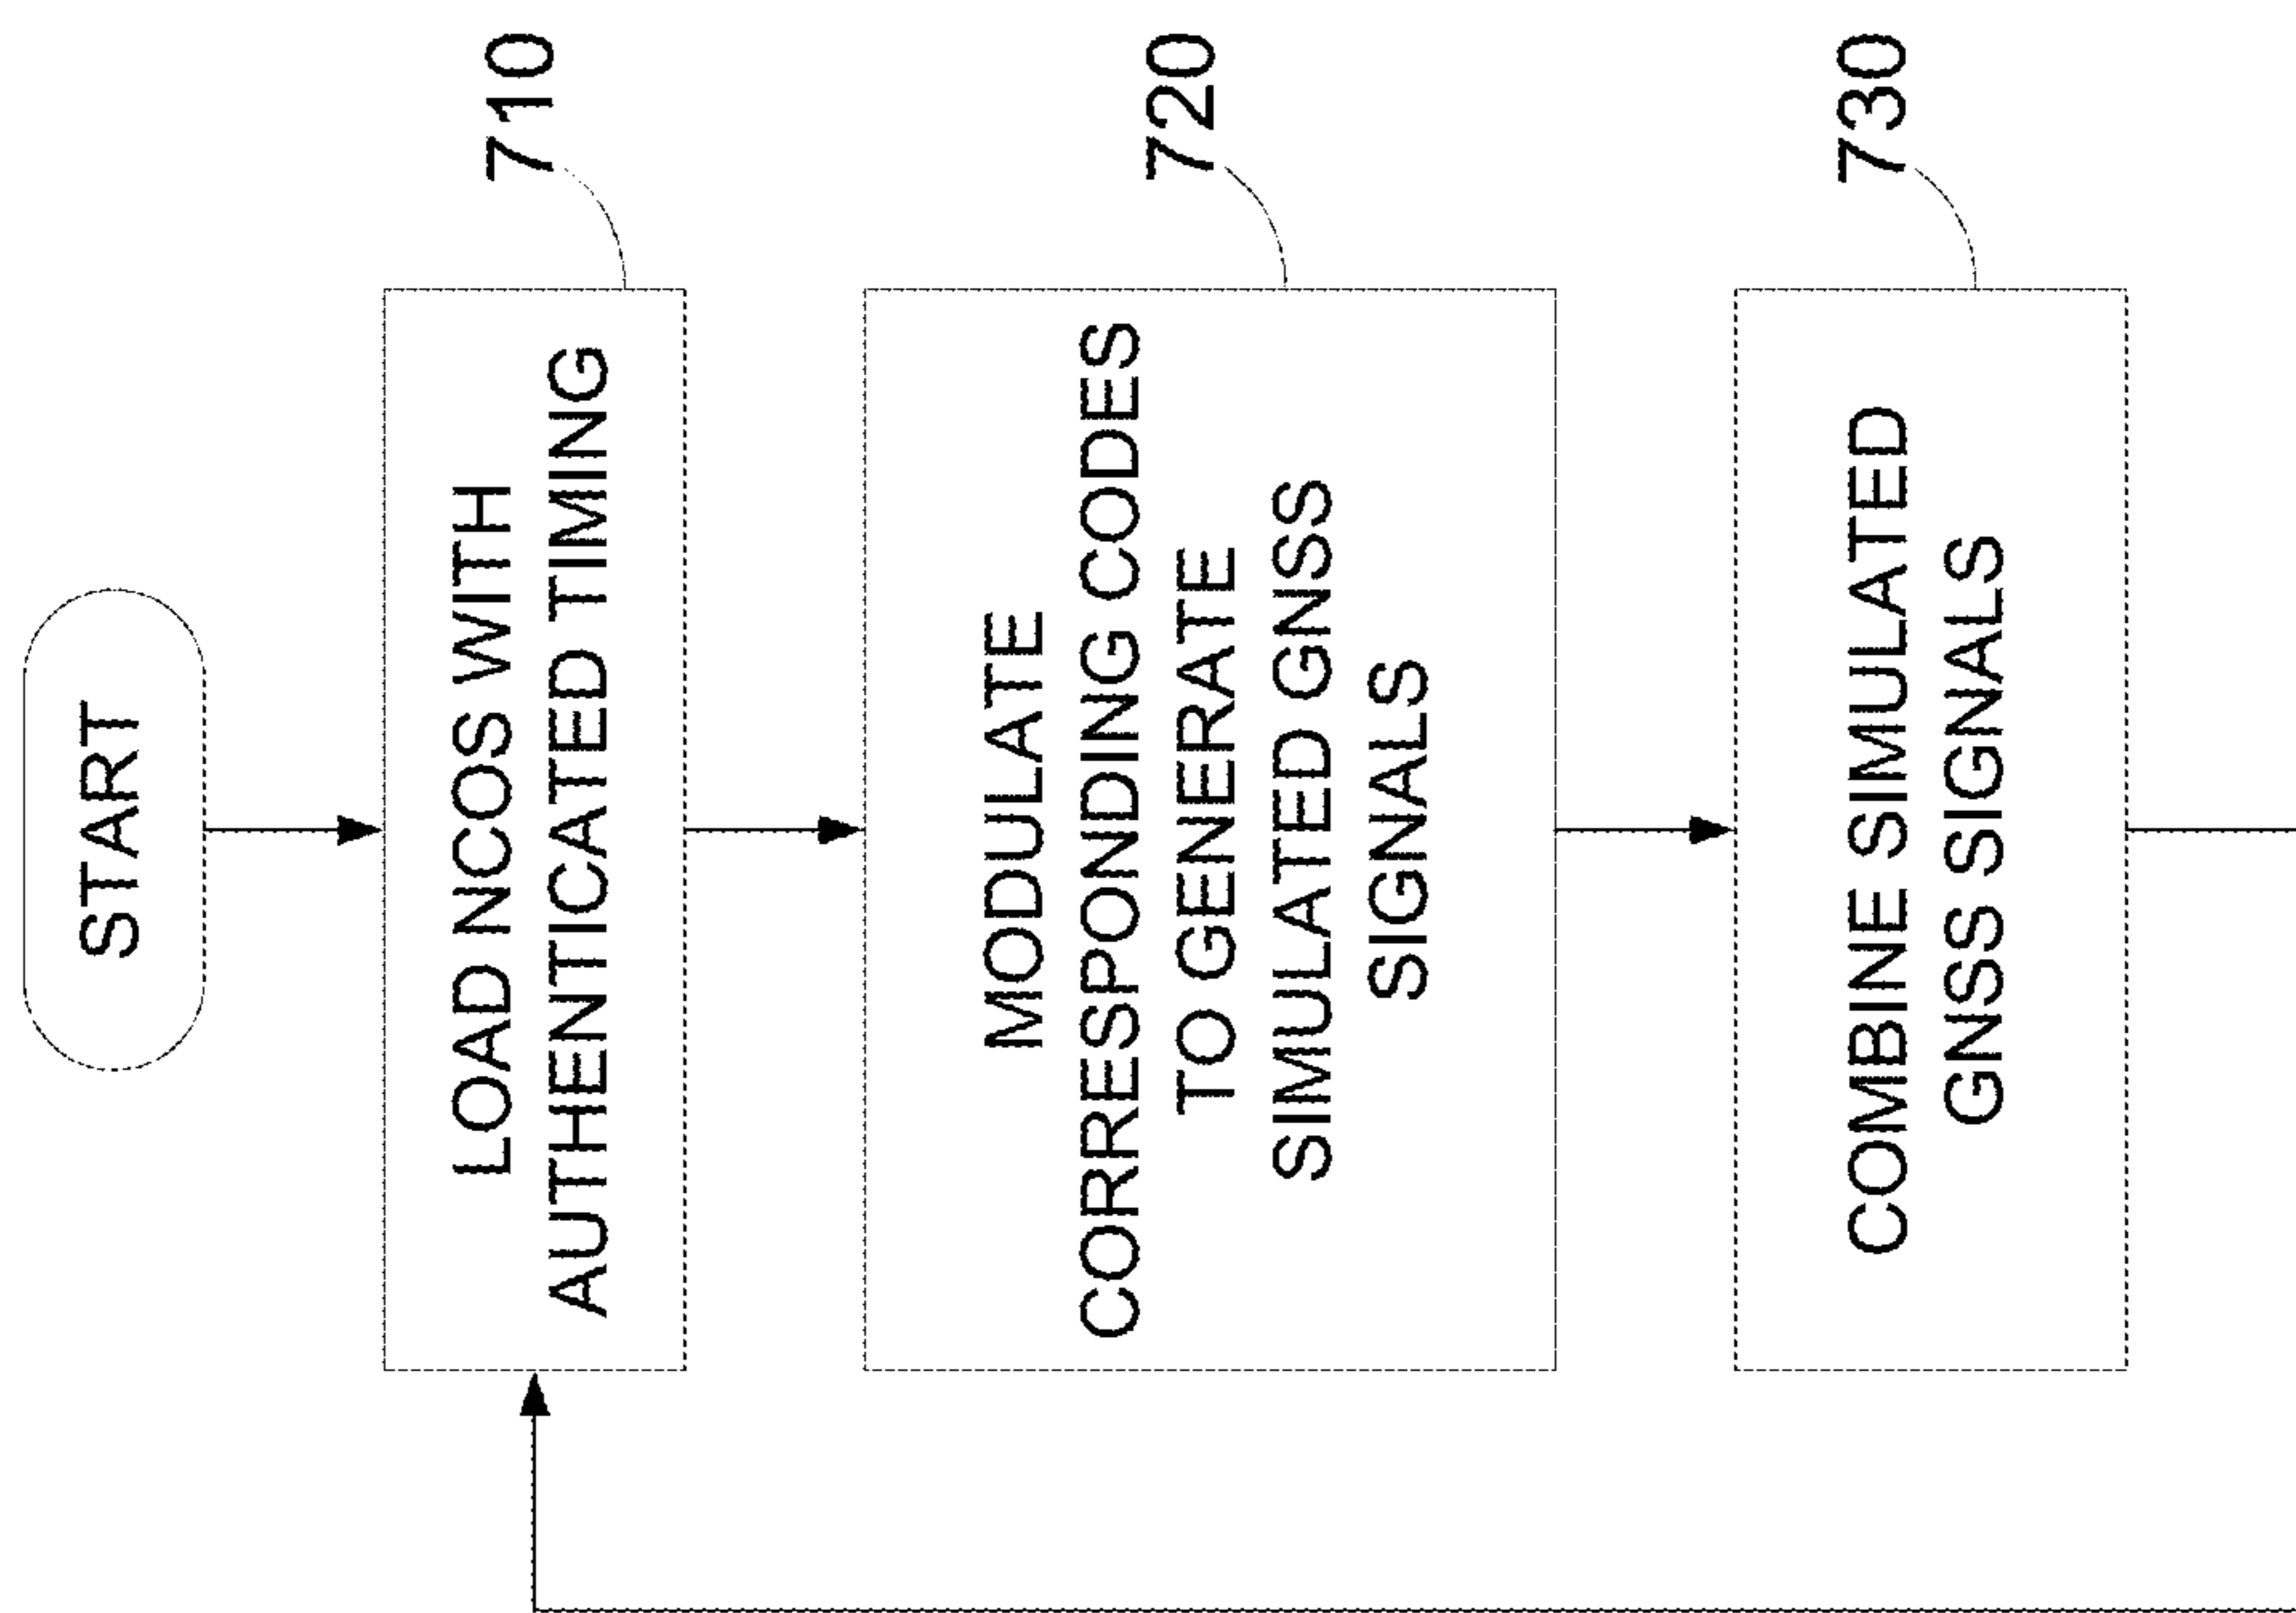 START
LOAD NCOS WITH
AUTHENTICATED TIMING
710
MODULATE
CORRESPONDING CODES
TO GENERATE
SIMULATED GNSS
SIGNALS
720
COMBINE SIMULATED
GNSS SIGNALS
730